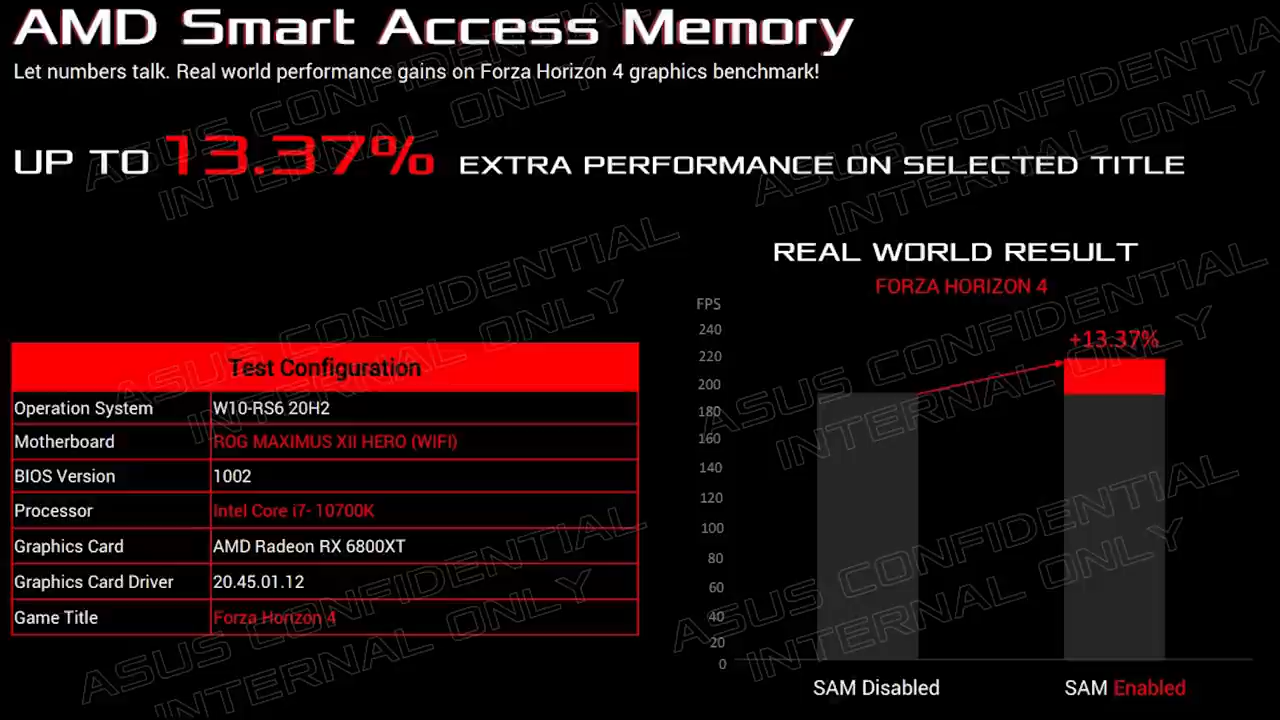 AMD Smart Access Memory
Let numbers talk. Real world performance gains on Forza Horizon 4 graphics benchmark!
UP TO 13.37% EXTRA PERFORMANCE ON SELECTED TITLE
Test Configuration
Operation System W10-RS6 20H2
Motherboard ROG MAXIMUS XII HERO (WIFI)
BIOS Version 1002
Processor Intel Core i7- 10700K
Graphics Card AMD Radeon RX 6800XT
Graphics Card Driver 20.45.01.12
Game Title Forza Horizon 4
REAL WORLD RESULT
FORZA HORIZON 4
FPS
+13.37%
240
220
200
180
160
140
120
100
80
60
40
20
0
SAM Disabled
SAM Enabled
ASUS CONFIDENTIAL
INTERNAL ONLY
ASUS CONFIDENTIAL
INTERNAL ONLY
ASUS CONFIDENTIAL
INTERNAL ONLY
ASUS CONFIDENTIAL
INTERNAL ONLY
ASUS CONFIDENTIAL
INTERNAL ONLY
ASUS CONFIDENTIAL
INTERNAL ONLY